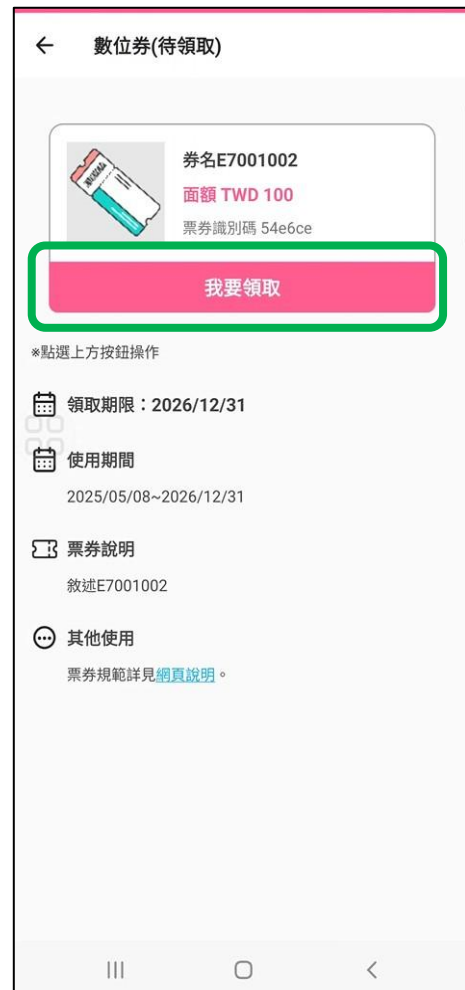 數位券(待領取)
券名E7001002
面額 TWD 100
票券識別碼 54e6ce
我要領取
※點選上方按鈕操作
領取期限：2026/12/31
使用期間
2025/05/08~2026/12/31
票券說明
敘述E7001002
其他使用
票券規範詳見網頁說明。